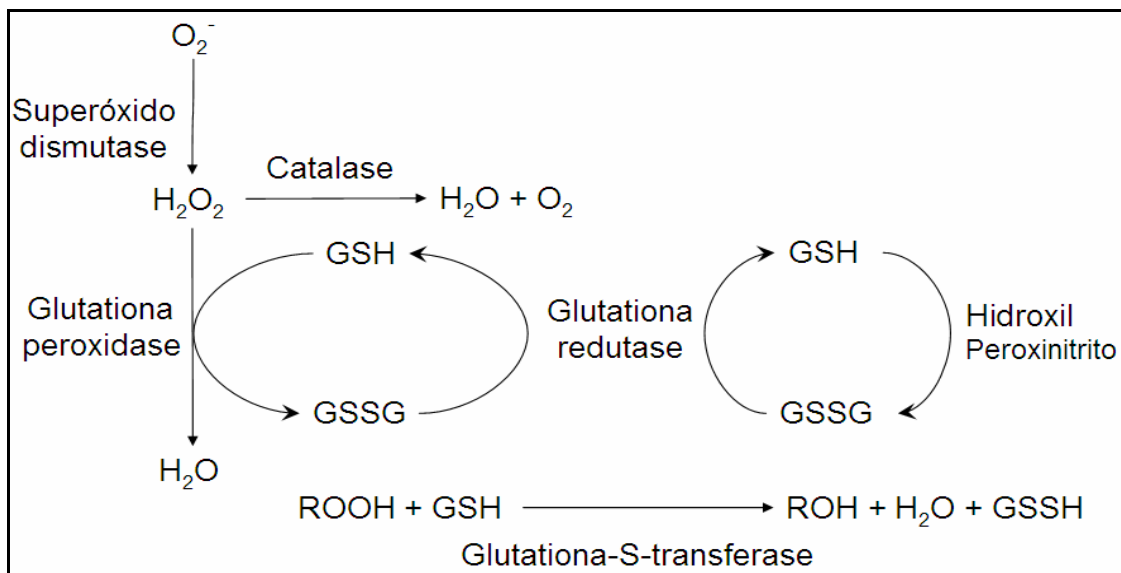 O₂⁻
Superóxido
dismutase
Catalase
H₂O₂
H₂O + O₂
GSH
GSH
Glutationa
peroxidase
Glutationa
redutase
Hidroxil
Peroxinitrito
GSSG
GSSG
H₂O
ROOH + GSH
ROH + H₂O + GSSH
Glutationa-S-transferase